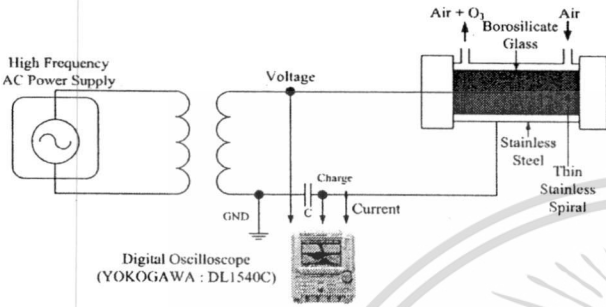 Air + O3
Air
Borosilicate
Glass
High Frequency
AC Power Supply
Voltage
Stainless
Steel
Thin
Stainless
Spiral
Charge
C
Current
GND
Digital Oscilloscope
(YOKOGAWA : DL1540C)